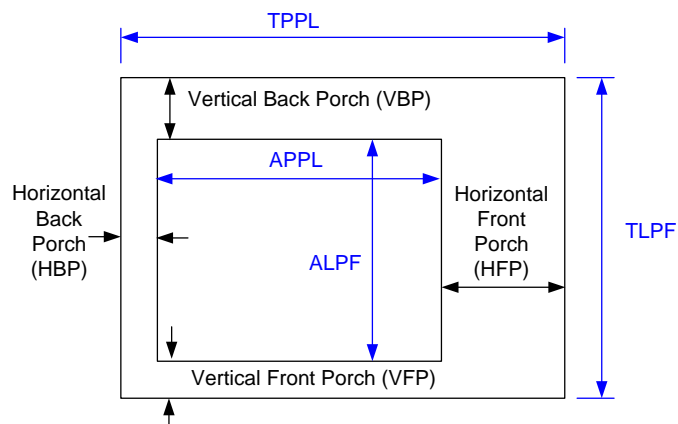 TPPL
Vertical Back Porch (VBP)
APPL
Horizontal
Back
Porch
(HBP)
Horizontal
Front
Porch
(HFP)
TLPF
ALPF
Vertical Front Porch (VFP)